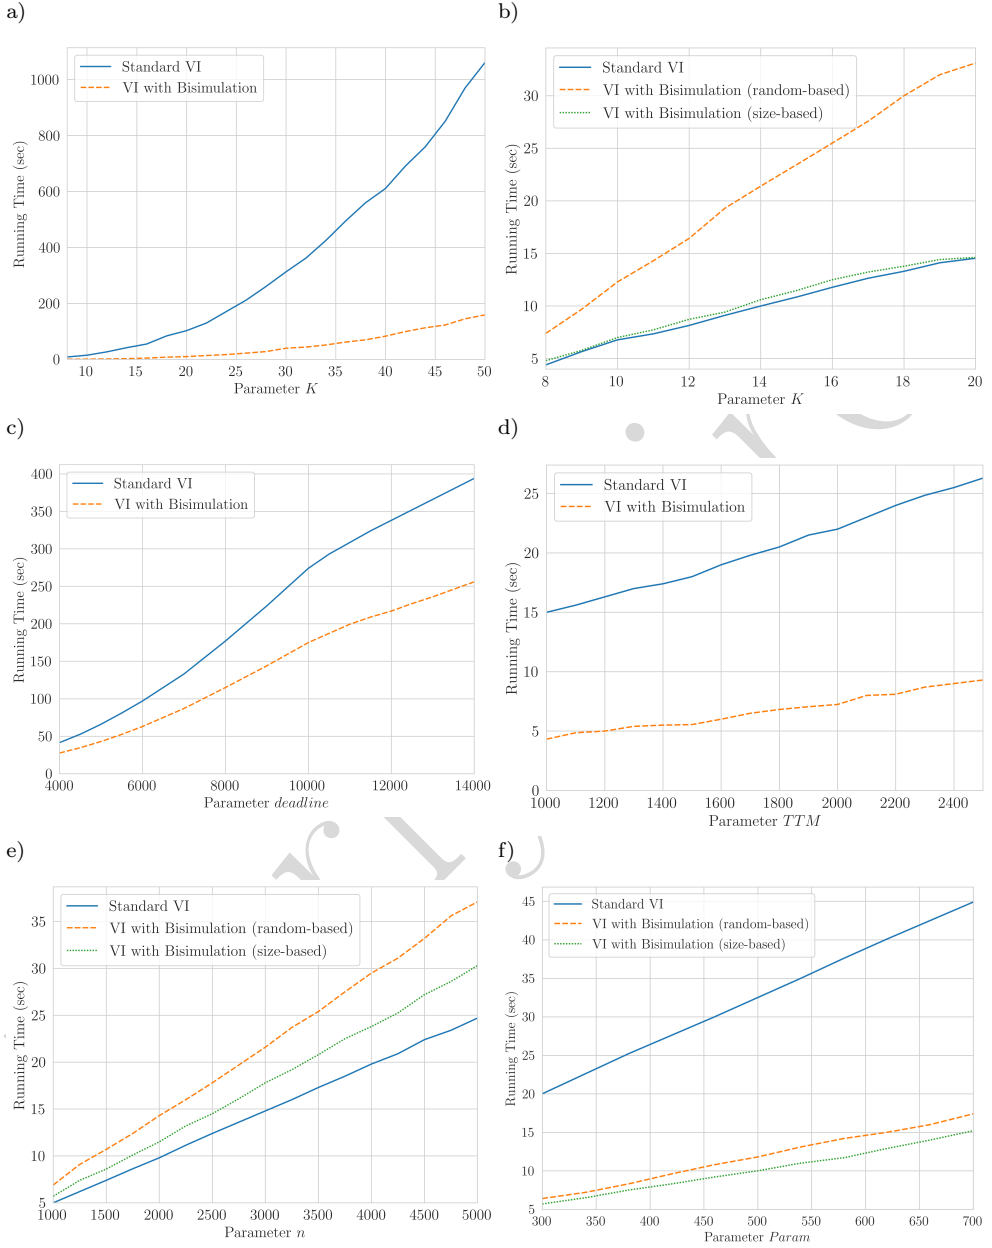 a)
Standard VI
VI with Bisimulation
Running Time (sec)
1000
800
600
400
200
0
10 15 20 25 30 35 40 45 50
Parameter K
b)
Standard VI
VI with Bisimulation (random-based)
VI with Bisimulation (size-based)
Running Time (sec)
30
25
20
15
10
5
8 10 12 14 16 18 20
Parameter K
c)
Standard VI
VI with Bisimulation
Running Time (sec)
400
350
300
250
200
150
100
50
0
4000 6000 8000 10000 12000 14000
Parameter deadline
d)
Standard VI
VI with Bisimulation
Running Time (sec)
25
20
15
10
5
0
1000 1200 1400 1600 1800 2000 2200 2400
Parameter TTM
e)
Standard VI
VI with Bisimulation (random-based)
VI with Bisimulation (size-based)
Running Time (sec)
35
30
25
20
15
10
5
1000 1500 2000 2500 3000 3500 4000 4500 5000
Parameter n
f)
Standard VI
VI with Bisimulation (random-based)
VI with Bisimulation (size-based)
Running Time (sec)
45
40
35
30
25
20
15
10
5
300 350 400 450 500 550 600 650 700
Parameter Param